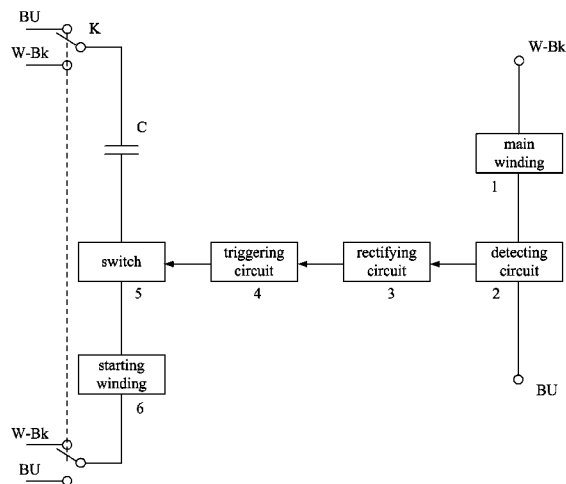 BU
K
W-Bk
C
W-Bk
main
winding
1
switch
5
triggering
circuit
4
rectifying
circuit
3
detecting
circuit
2
starting
winding
6
BU
W-Bk
BU